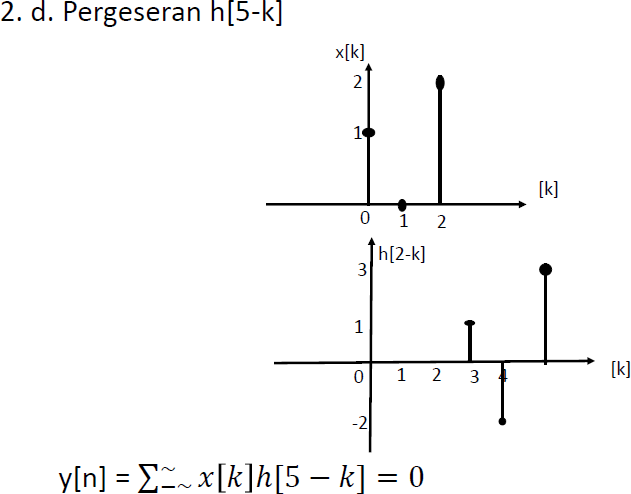 2. d. Pergeseran h[5-k]
x[k]
2
1
[k]
0 1 2
h[2-k]
3
1
0 1 2 3 4
[k]
-2
y[n] = ∑_{−~}^{~} x[k]h[5 − k] = 0